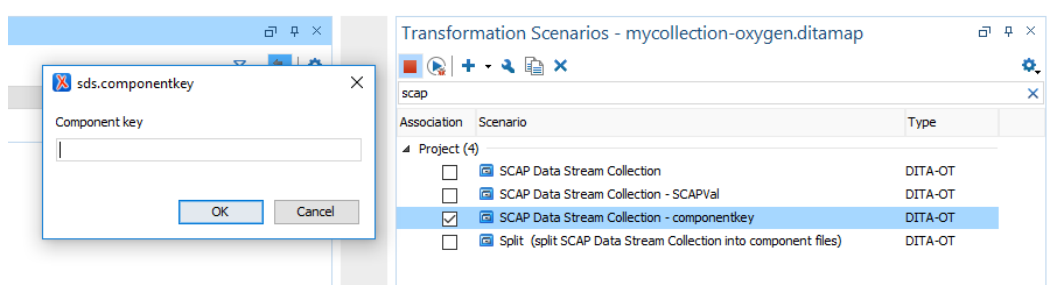 sds.componentkey
Component key
OK
Cancel
Transformation Scenarios - mycollection-oxygen.ditamap
scap
Association Scenario Type
Project (4)
SCAP Data Stream Collection DITA-OT
SCAP Data Stream Collection - SCAPVal DITA-OT
SCAP Data Stream Collection - componentkey DITA-OT
Split (split SCAP Data Stream Collection into component files) DITA-OT